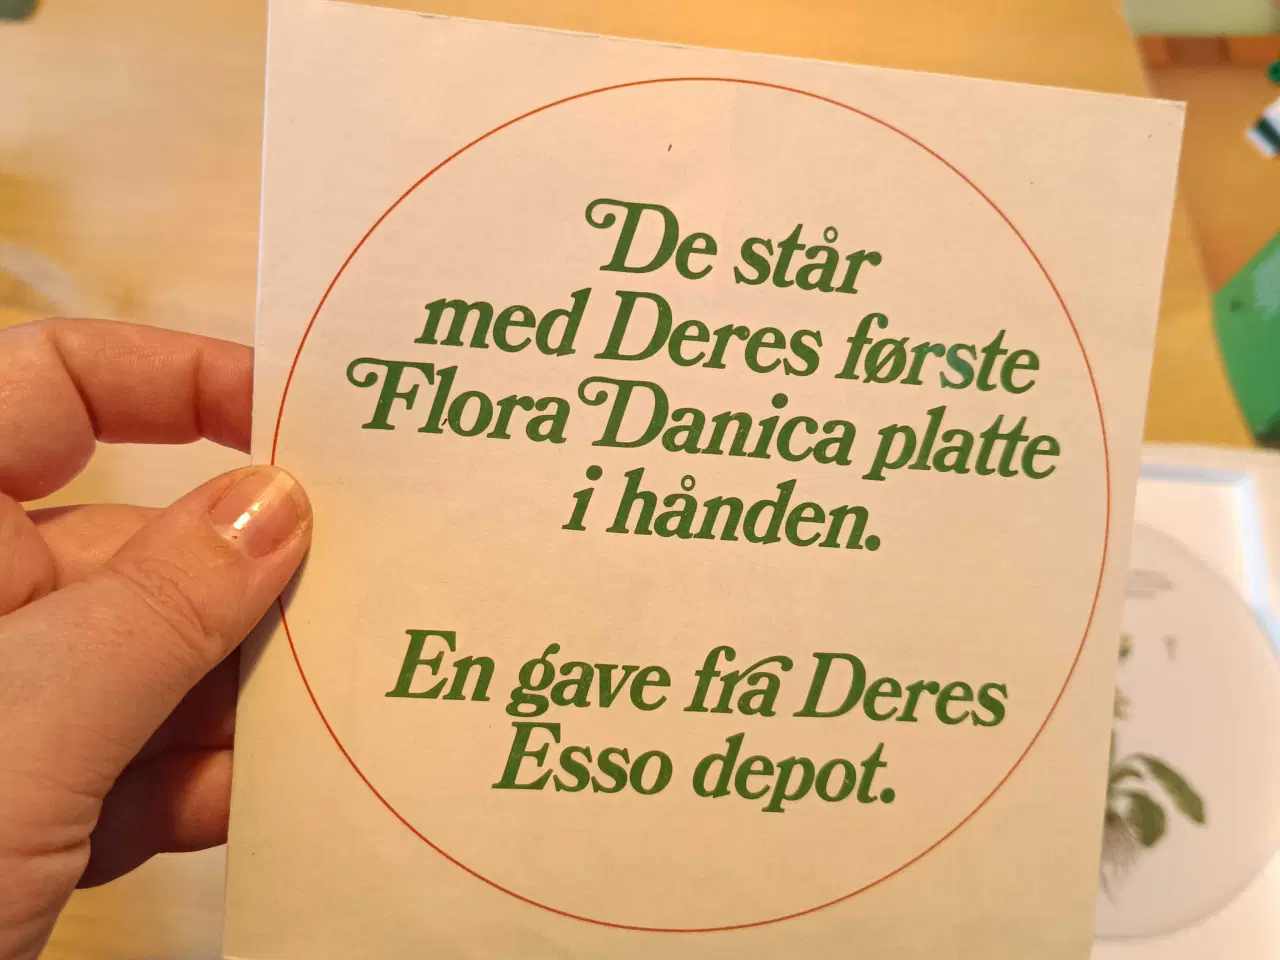 De står
med Deres første
Flora Danica platte
i hånden.
En gave fra Deres
Esso depot.